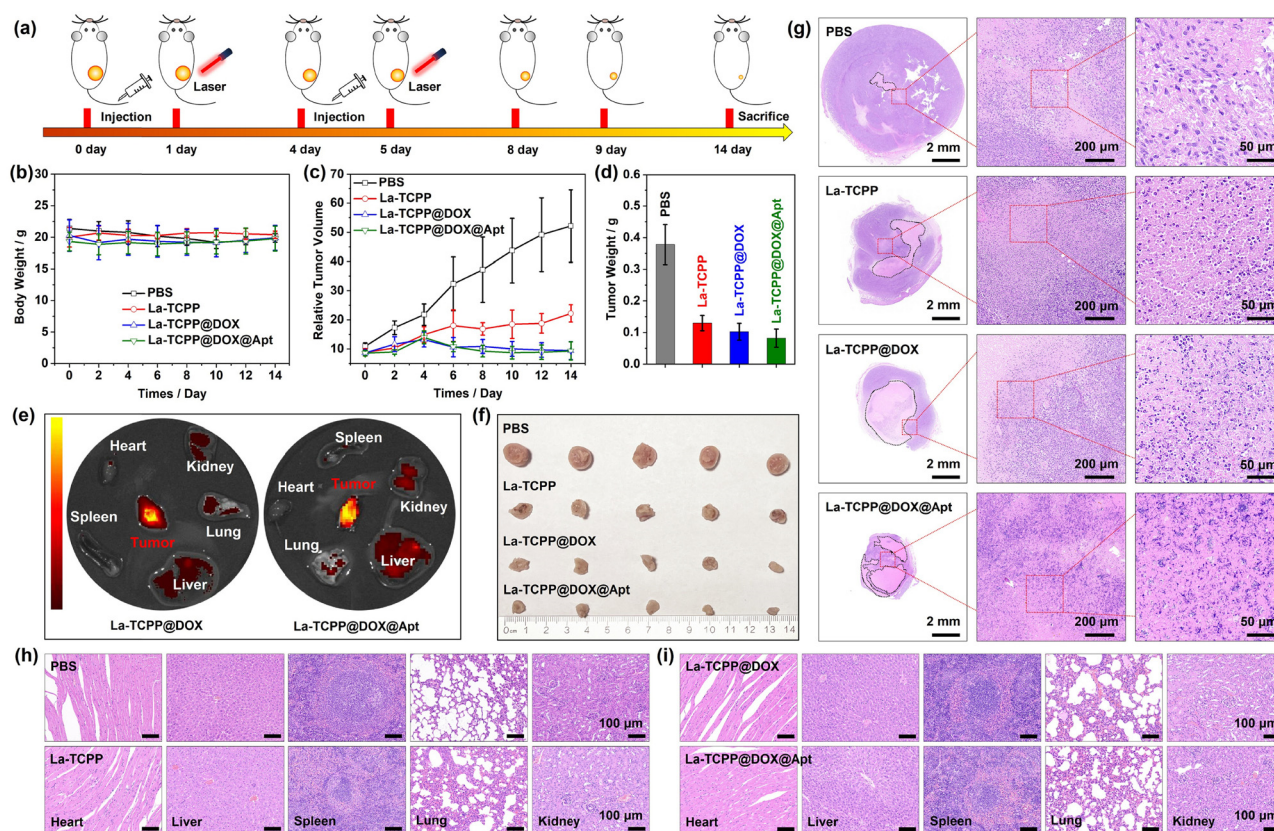 (a)
Laser
Laser
Injection
Injection
Sacrifice
0 day
1 day
4 day
5 day
8 day
9 day
14 day
(b)
30
25
20
15
10
5
0
Body Weight / g
PBS
La-TCPP
La-TCPP@DOX
La-TCPP@DOX@Apt
0 2 4 6 8 10 12 14
Times / Day
(c)
70
60
50
40
30
20
10
Relative Tumor Volume
PBS
La-TCPP
La-TCPP@DOX
La-TCPP@DOX@Apt
0 2 4 6 8 10 12 14
Times / Day
(d)
0.6
0.5
0.4
0.3
0.2
0.1
0.0
Tumor Weight / g
PBS
La-TCPP
La-TCPP@DOX
La-TCPP@DOX@Apt
(e)
Heart
Kidney
Spleen
Tumor
Lung
Liver
La-TCPP@DOX
Spleen
Heart
Tumor
Kidney
Lung
Liver
La-TCPP@DOX@Apt
(f)
PBS
La-TCPP
La-TCPP@DOX
La-TCPP@DOX@Apt
0cm 1 2 3 4 5 6 7 8 9 10 11 12 13 14
(g)
PBS
2 mm
200 μm
50 μm
La-TCPP
2 mm
200 μm
50 μm
La-TCPP@DOX
2 mm
200 μm
50 μm
La-TCPP@DOX@Apt
2 mm
200 μm
50 μm
(h)
PBS
100 μm
La-TCPP
Heart
Liver
Spleen
Lung
Kidney
100 μm
(i)
La-TCPP@DOX
100 μm
La-TCPP@DOX@Apt
Heart
Liver
Spleen
Lung
Kidney
100 μm